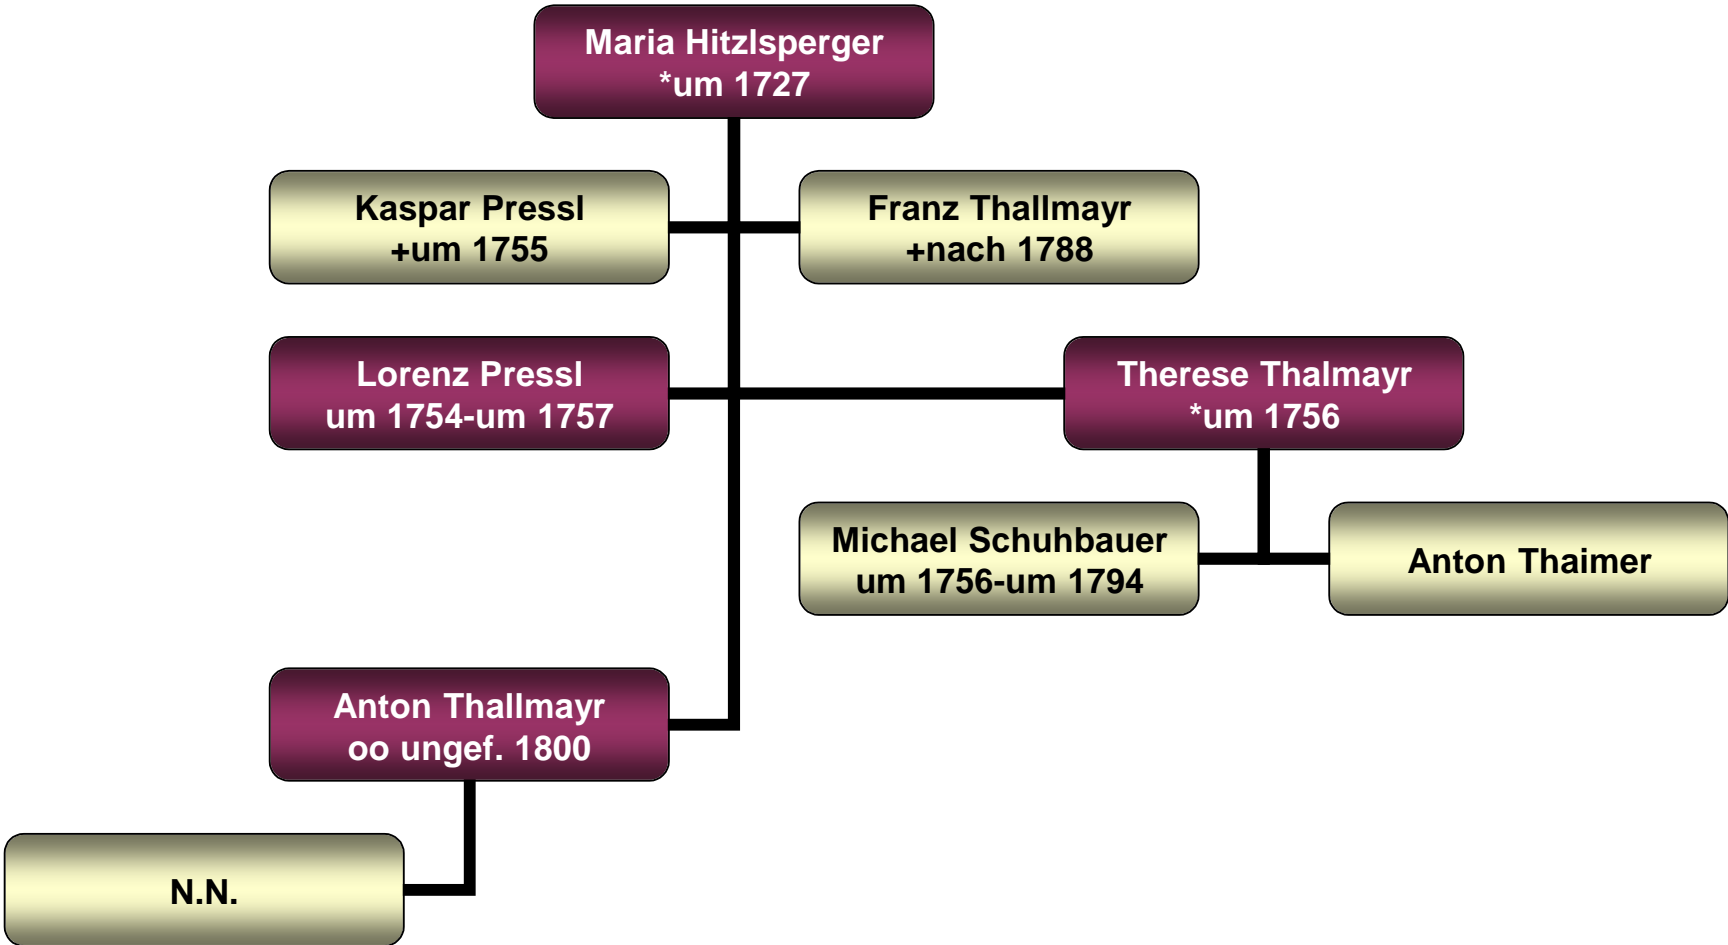 Maria Hitzlsperger
*um 1727
Kaspar Pressl
+um 1755
Franz Thallmayr
+nach 1788
Lorenz Pressl
um 1754-um 1757
Therese Thalmayr
*um 1756
Michael Schuhbauer
um 1756-um 1794
Anton Thaimer
Anton Thallmayr
oo ungef. 1800
N.N.